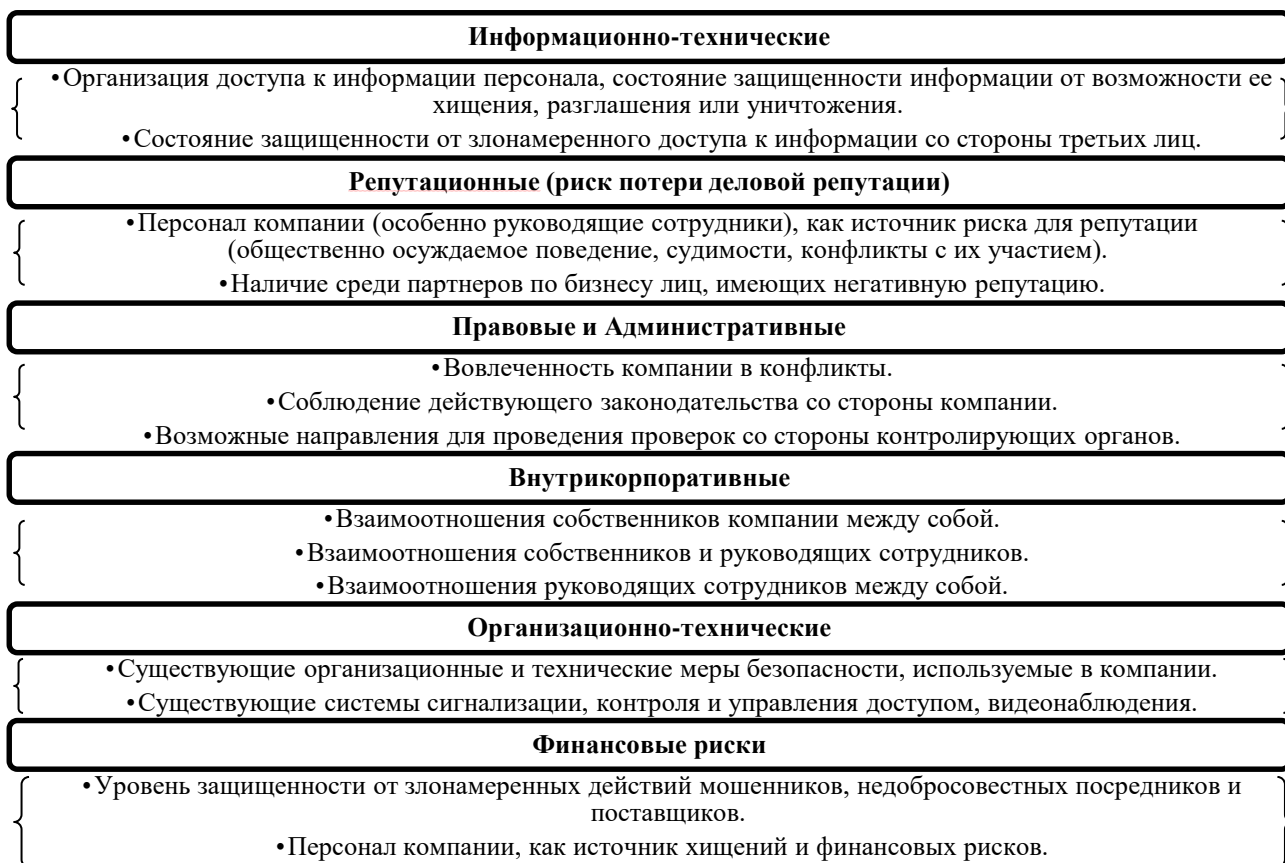 Информационно-технические
•Организация доступа к информации персонала, состояние защищенности информации от возможности ее
хищения, разглашения или уничтожения.
•Состояние защищенности от злонамеренного доступа к информации со стороны третьих лиц.
Репутационные (риск потери деловой репутации)
•Персонал компании (особенно руководящие сотрудники), как источник риска для репутации
(общественно осуждаемое поведение, судимости, конфликты с их участием).
•Наличие среди партнеров по бизнесу лиц, имеющих негативную репутацию.
Правовые и Административные
•Вовлеченность компании в конфликты.
•Соблюдение действующего законодательства со стороны компании.
•Возможные направления для проведения проверок со стороны контролирующих органов.
Внутрикорпоративные
•Взаимоотношения собственников компании между собой.
•Взаимоотношения собственников и руководящих сотрудников.
•Взаимоотношения руководящих сотрудников между собой.
Организационно-технические
•Существующие организационные и технические меры безопасности, используемые в компании.
•Существующие системы сигнализации, контроля и управления доступом, видеонаблюдения.
Финансовые риски
•Уровень защищенности от злонамеренных действий мошенников, недобросовестных посредников и
поставщиков.
•Персонал компании, как источник хищений и финансовых рисков.